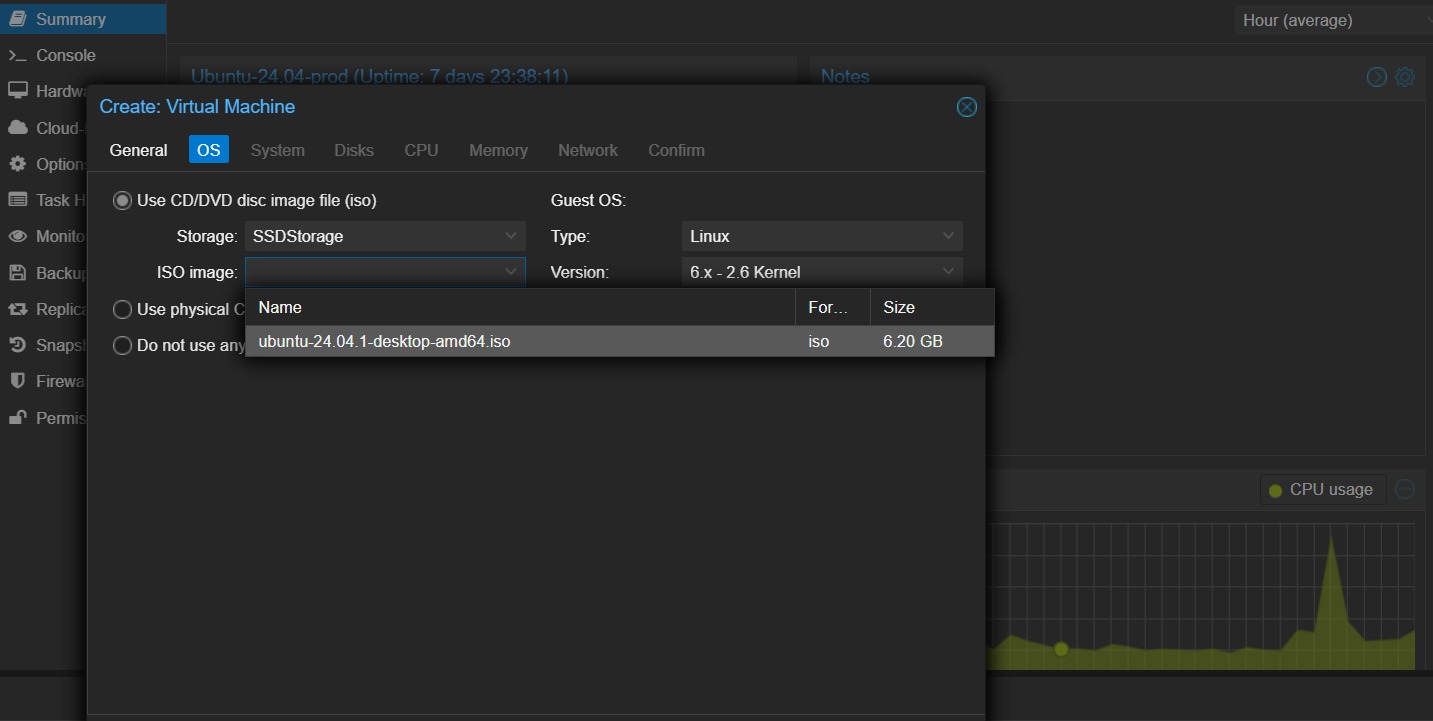 Summary
Hour (average)
Console
Ubuntu-24.04-prod (Uptime: 7 days 23:38:11)
Notes
Hardwa
Create: Virtual Machine
Cloud-
General OS System Disks CPU Memory Network Confirm
Option
Task H
Use CD/DVD disc image file (iso)
Guest OS:
Monito
Storage: SSDStorage
Type: Linux
Backup
ISO image:
Version: 6.x - 2.6 Kernel
Replica
Use physical C
Name For... Size
Snaps
Do not use any
ubuntu-24.04.1-desktop-amd64.iso iso 6.20 GB
Firewa
Permis
CPU usage